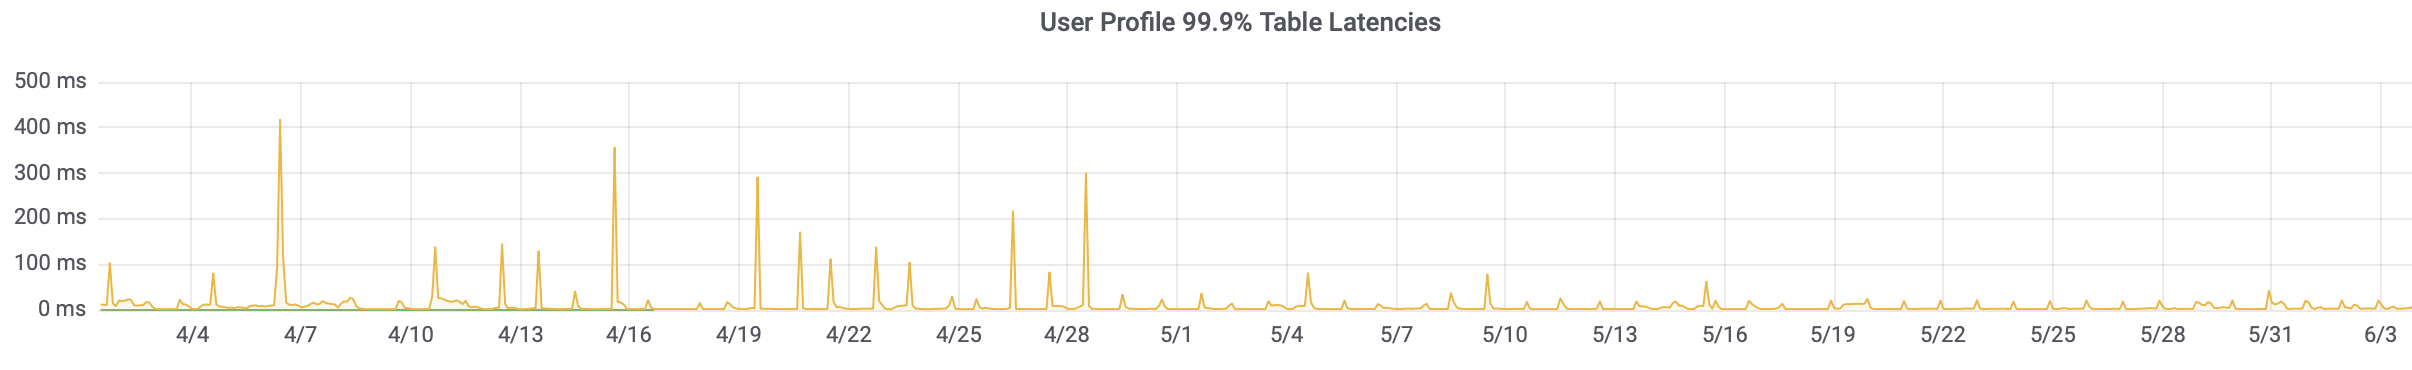 User Profile 99.9% Table Latencies
500 ms
400 ms
300 ms
200 ms
100 ms
0 ms
4/4 4/7 4/10 4/13 4/16 4/19 4/22 4/25 4/28 5/1 5/4 5/7 5/10 5/13 5/16 5/19 5/22 5/25 5/28 5/31 6/3